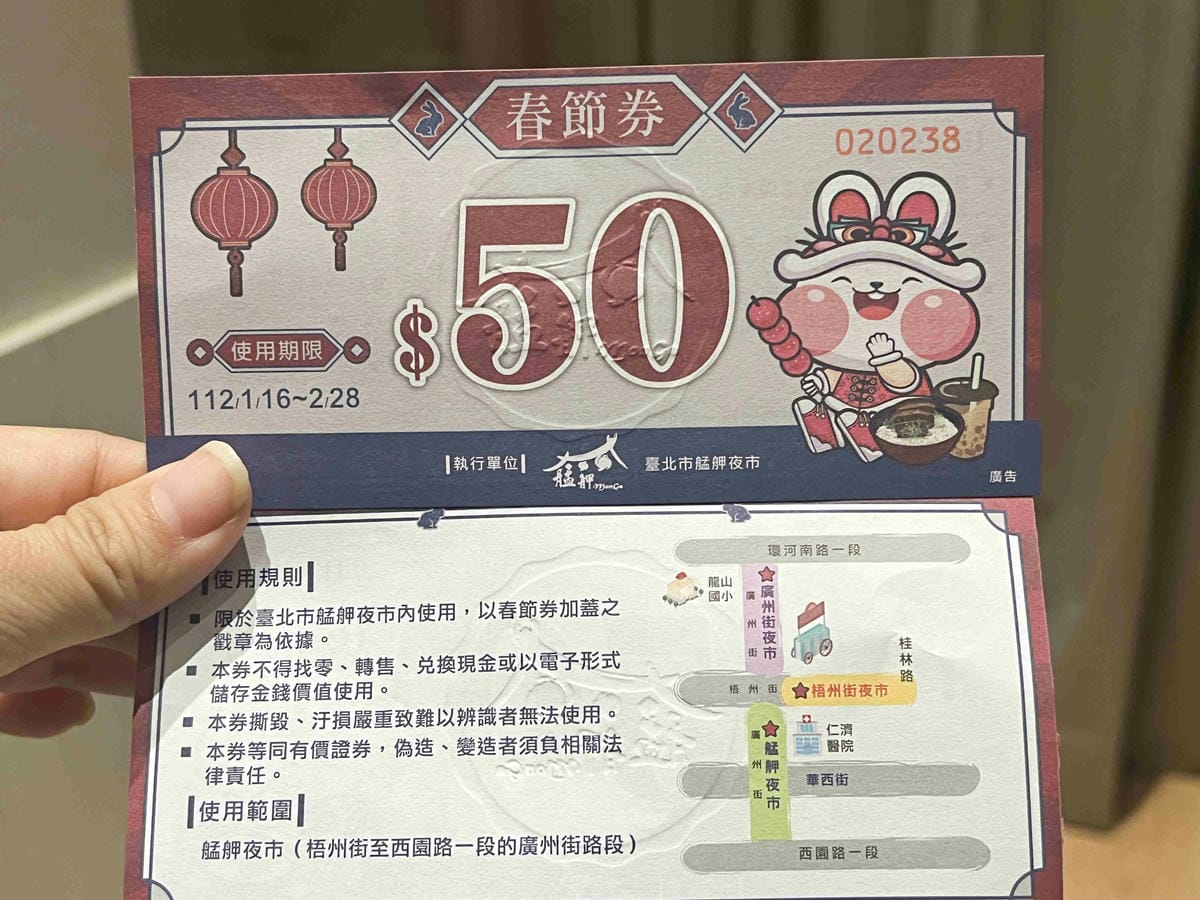 春節券
020238
$50
使用期限
112/1/16~2/28
執行單位
艋舺
MonGa
臺北市艋舺夜市
廣告
使用規則
■ 限於臺北市艋舺夜市內使用，以春節券加蓋之
戳章為依據。
■ 本券不得找零、轉售、兌換現金或以電子形式
儲存金錢價值使用。
■ 本券撕毀、汙損嚴重致難以辨識者無法使用。
■ 本券等同有價證券，偽造、變造者須負相關法
律責任。
使用範圍
艋舺夜市（梧州街至西園路一段的廣州街路段）
環河南路一段
龍山
國小
廣州街
廣州街夜市
桂林路
梧州街
梧州街夜市
廣州街
艋舺夜市
仁濟
醫院
華西街
西園路一段